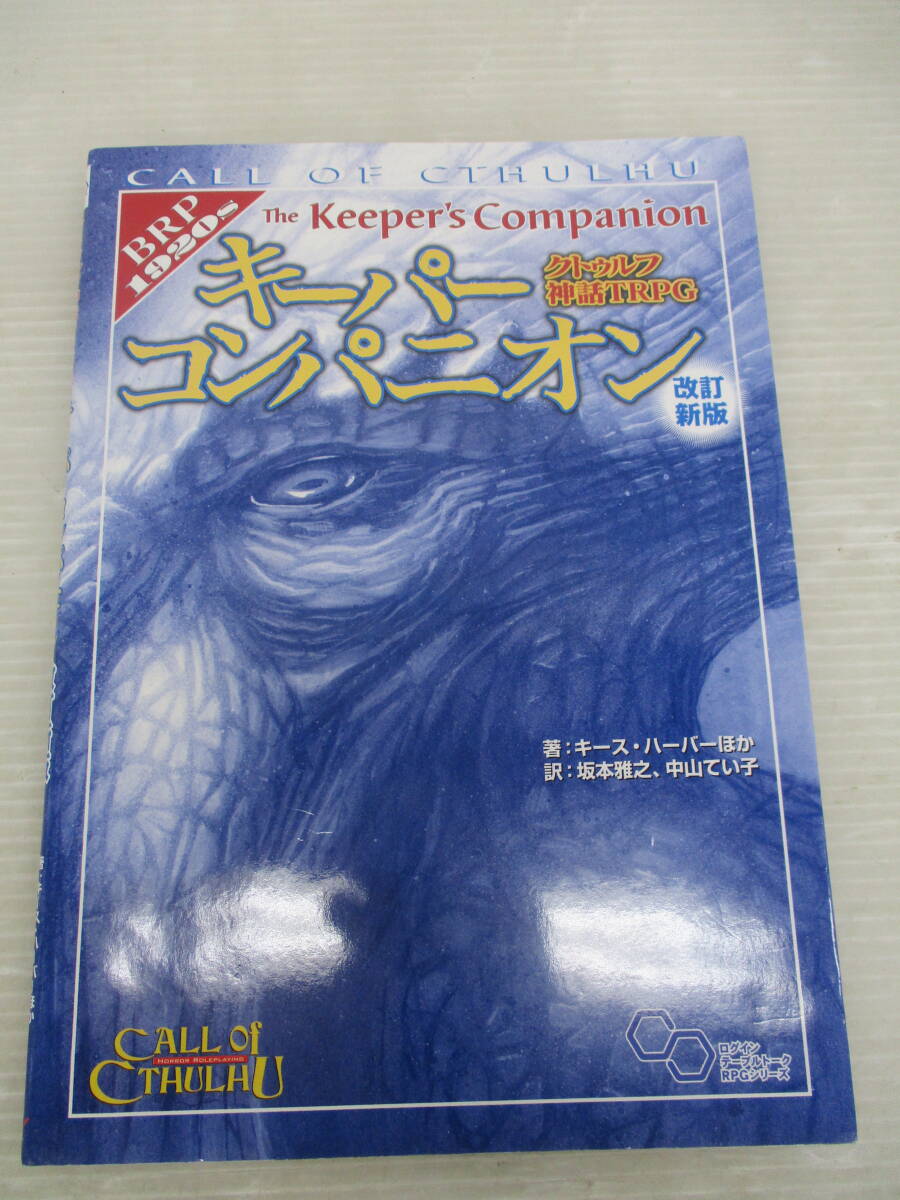 CALL OF CTHULHU
BRP
1920s
The Keeper's Companion
キーパー
コンパニオン
クトゥルフ
神話TRPG
改訂
新版
著：キース・ハーバーほか
訳：坂本雅之、中山てい子
CALL of
HORROR ROLEPLAYING
CTHULHU
ログイン
テーブルトーク
RPGシリーズ